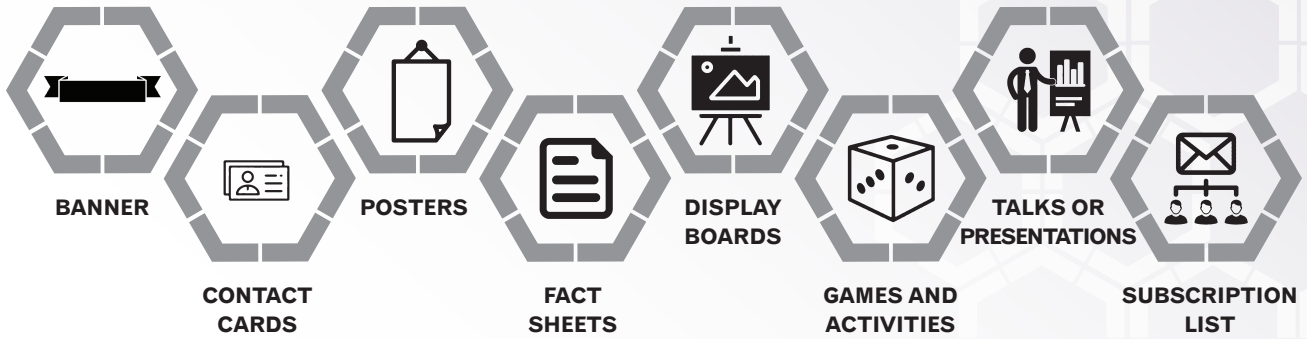 BANNER
CONTACT
CARDS
POSTERS
FACT
SHEETS
DISPLAY
BOARDS
GAMES AND
ACTIVITIES
TALKS OR
PRESENTATIONS
SUBSCRIPTION
LIST